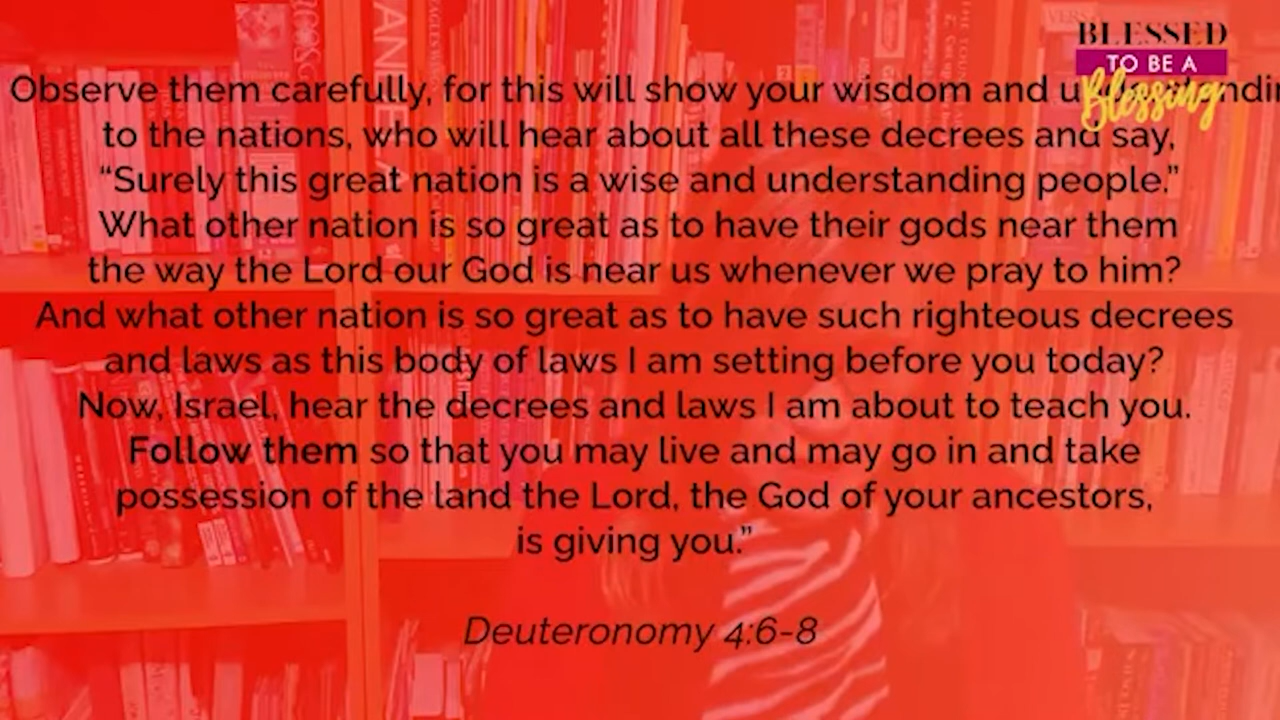 BLESSED
TO BE A
Blessing
Observe them carefully, for this will show your wisdom and
to the nations, who will hear about all these decrees and say,
“Surely this great nation is a wise and understanding people.”
What other nation is so great as to have their gods near them
the way the Lord our God is near us whenever we pray to him?
And what other nation is so great as to have such righteous decrees
and laws as this body of laws I am setting before you today?
Now, Israel, hear the decrees and laws I am about to teach you.
Follow them so that you may live and may go in and take
possession of the land the Lord, the God of your ancestors,
is giving you.”
Deuteronomy 4:6-8